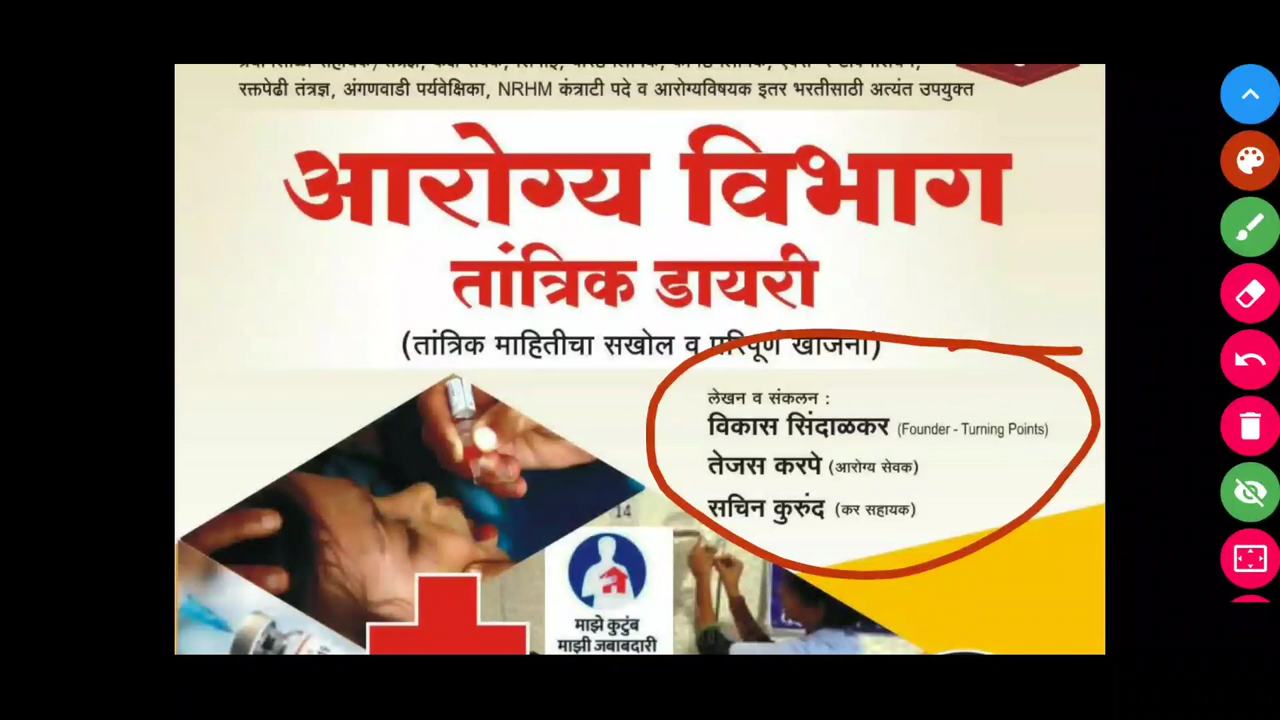 रक्तपेढी तंत्रज्ञ, अंगणवाडी पर्यवेक्षिका, NRHM कंत्राटी पदे व आरोग्यविषयक इतर भरतीसाठी अत्यंत उपयुक्त
आरोग्य विभाग
तांत्रिक डायरी
(तांत्रिक माहितीचा सखोल व परिपूर्ण खजिना)
लेखन व संकलन :
विकास सिंदाळकर (Founder - Turning Points)
तेजस करपे (आरोग्य सेवक)
सचिन कुरुंद (कर सहायक)
14
माझे कुटुंब
माझी जबाबदारी